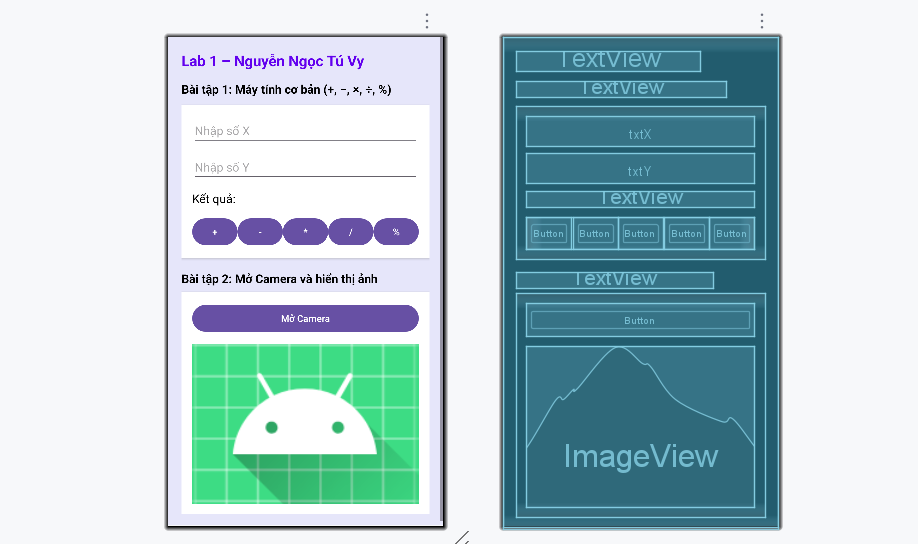 Lab 1 – Nguyễn Ngọc Tú Vy
Bài tập 1: Máy tính cơ bản (+, −, ×, ÷, %)
Nhập số X
Nhập số Y
Kết quả:
+ - * / %
Bài tập 2: Mở Camera và hiển thị ảnh
Mở Camera
TextView
TextView
txtX
txtY
TextView
Button Button Button Button Button
TextView
Button
ImageView